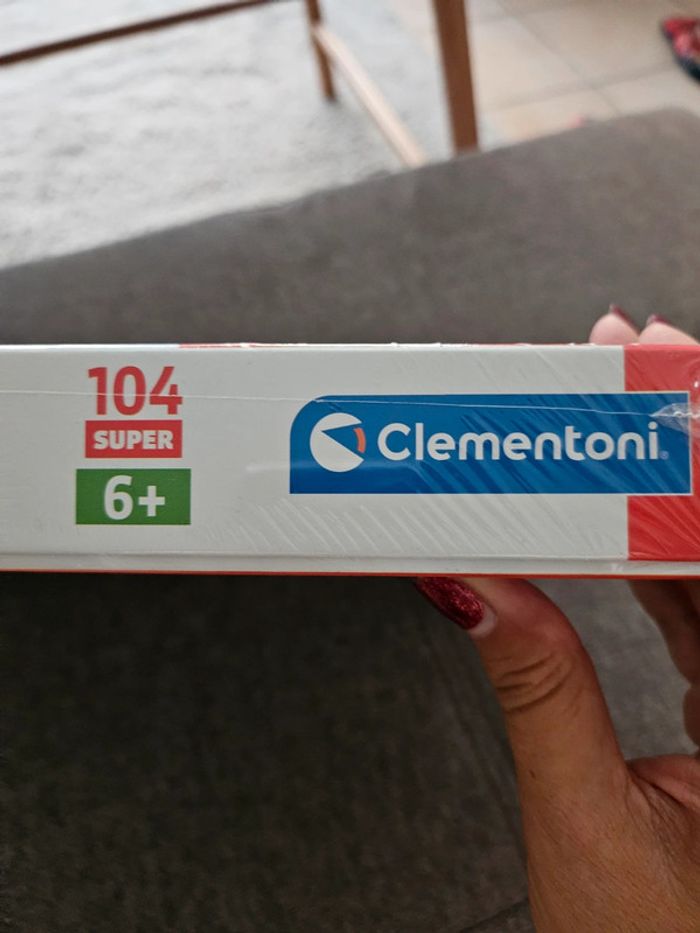 104
SUPER
6+
Clementoni®